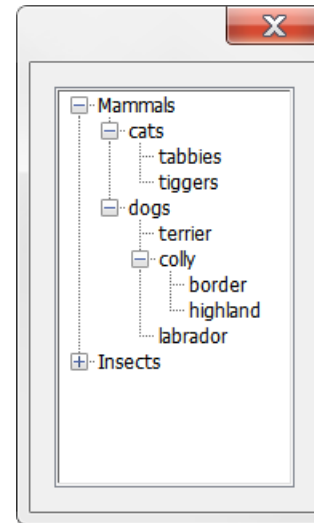 Mammals
cats
tabbies
tiggers
dogs
terrier
colly
border
highland
labrador
Insects